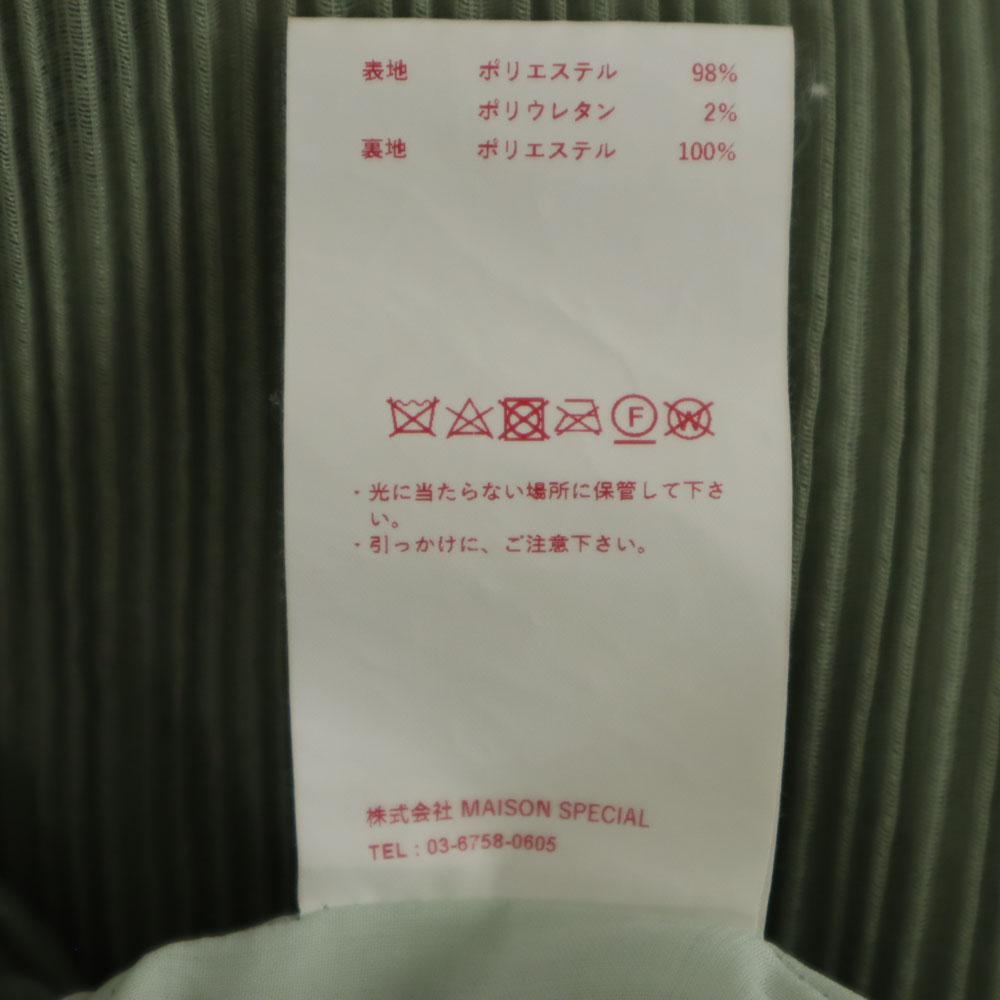 表地 ポリエステル 98%
ポリウレタン 2%
裏地 ポリエステル 100%
F W
・光に当たらない場所に保管して下さ
い。
・引っかけに、ご注意下さい。
株式会社 MAISON SPECIAL
TEL : 03-6758-0605